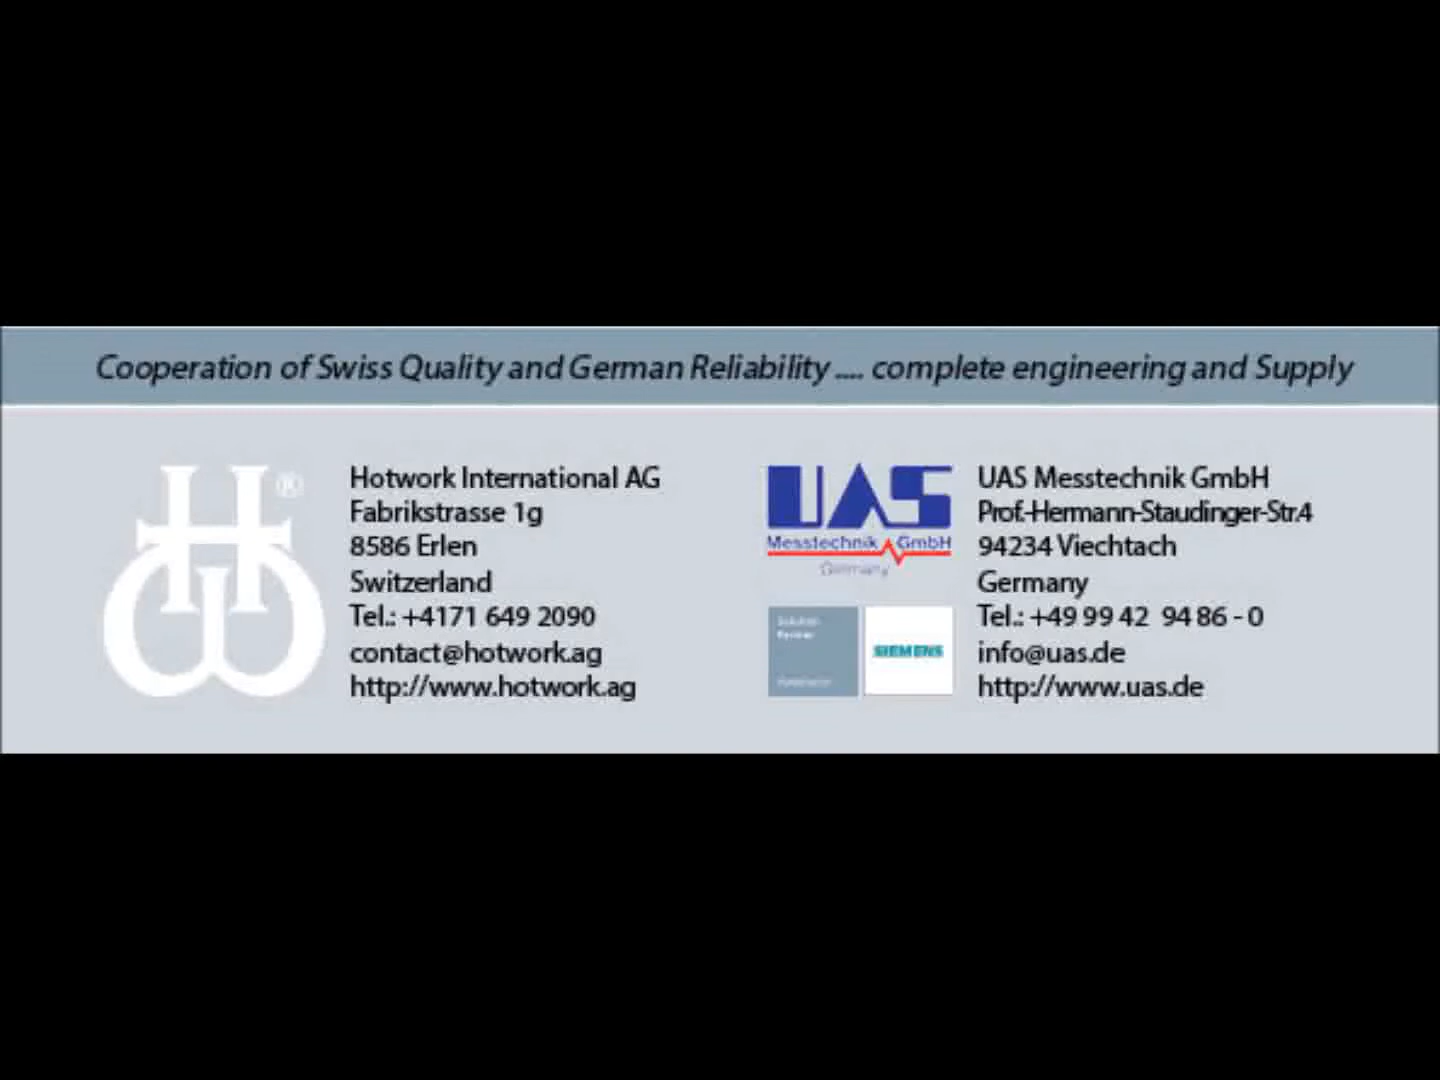 Cooperation of Swiss Quality and German Reliability .... complete engineering and Supply
®
Hotwork International AG
Fabrikstrasse 1g
8586 Erlen
Switzerland
Tel.: +4171 649 2090
contact@hotwork.ag
http://www.hotwork.ag
UAS
Messtechnik GmbH
Germany
Solution
Partner
SIEMENS
UAS Messtechnik GmbH
Prof.-Hermann-Staudinger-Str.4
94234 Viechtach
Germany
Tel.: +49 99 42 94 86 - 0
info@uas.de
http://www.uas.de